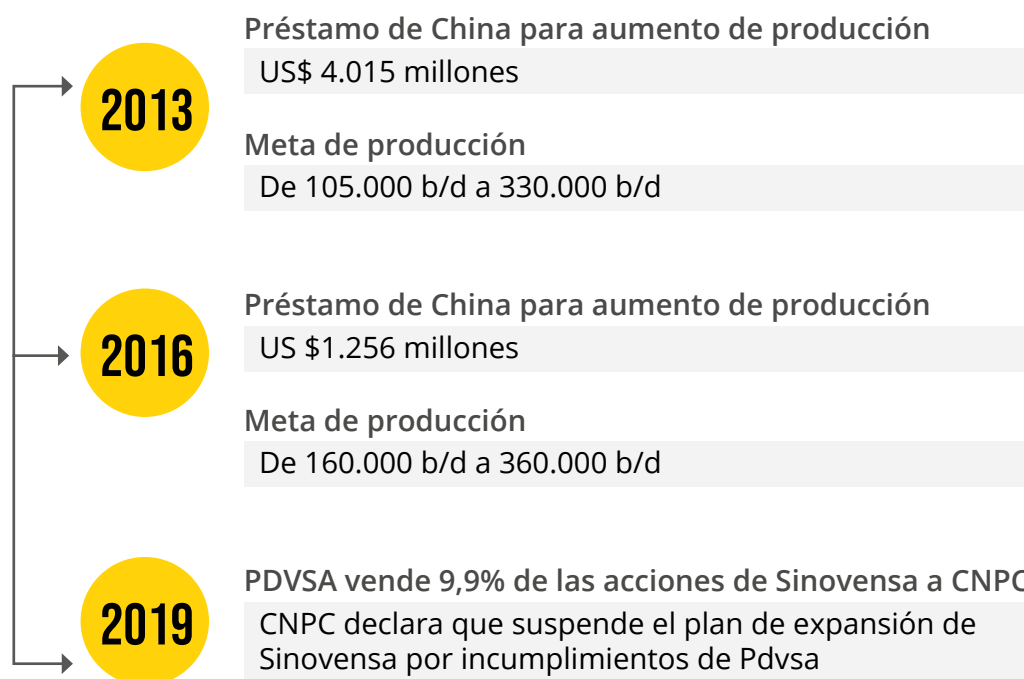 Préstamo de China para aumento de producción
2013
US$ 4.015 millones
Meta de producción
De 105.000 b/d a 330.000 b/d
Préstamo de China para aumento de producción
2016
US $1.256 millones
Meta de producción
De 160.000 b/d a 360.000 b/d
PDVSA vende 9,9% de las acciones de Sinovensa a CNPC
2019
CNPC declara que suspende el plan de expansión de
Sinovensa por incumplimientos de Pdvsa